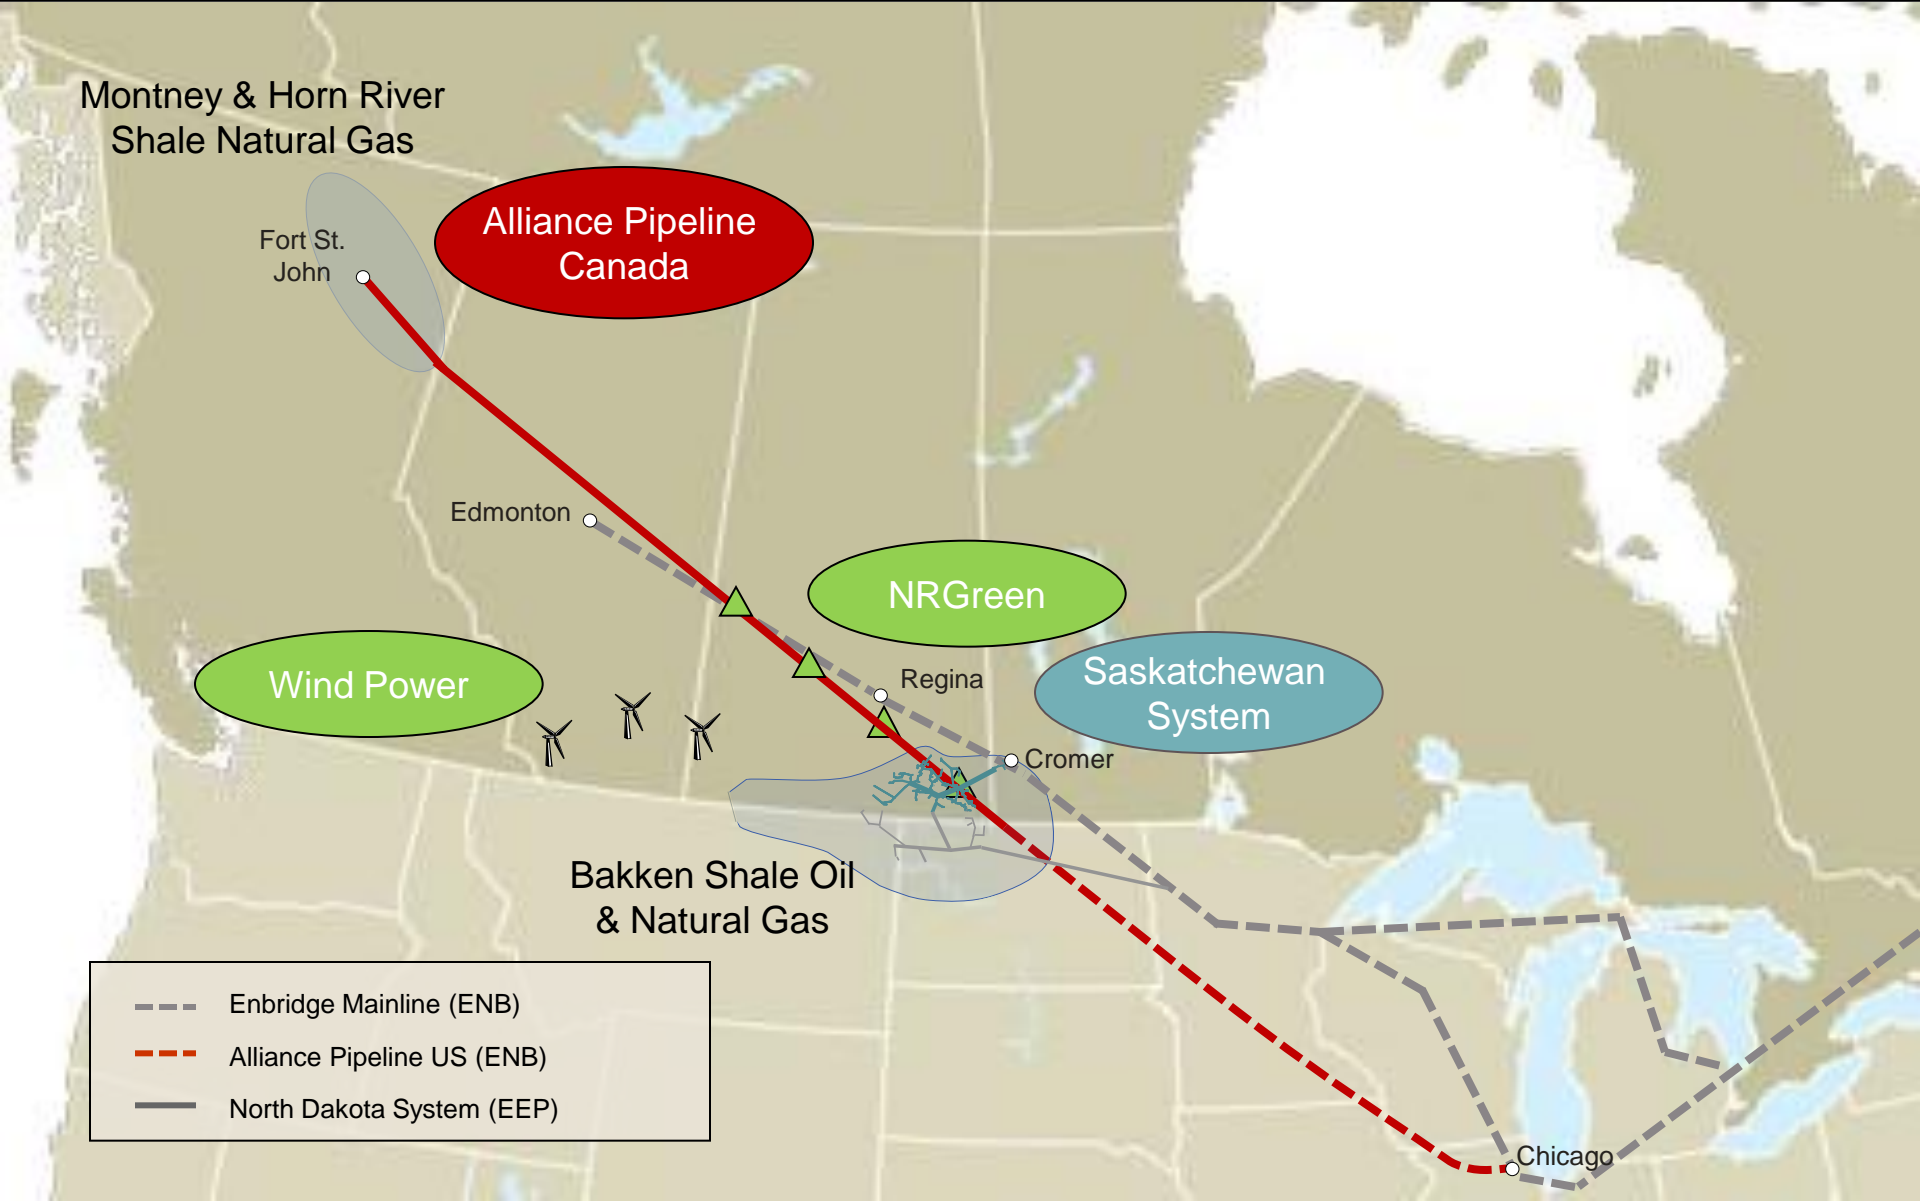 Montney & Horn River
Shale Natural Gas
Alliance Pipeline
Canada
Fort St.
John
Edmonton
NRGreen
Wind Power
Regina
Saskatchewan
System
Cromer
Bakken Shale Oil
& Natural Gas
Enbridge Mainline (ENB)
Alliance Pipeline US (ENB)
North Dakota System (EEP)
Chicago